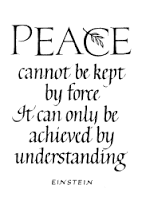 PEACE
cannot be kept
by force
It can only be
achieved by
understanding
EINSTEIN